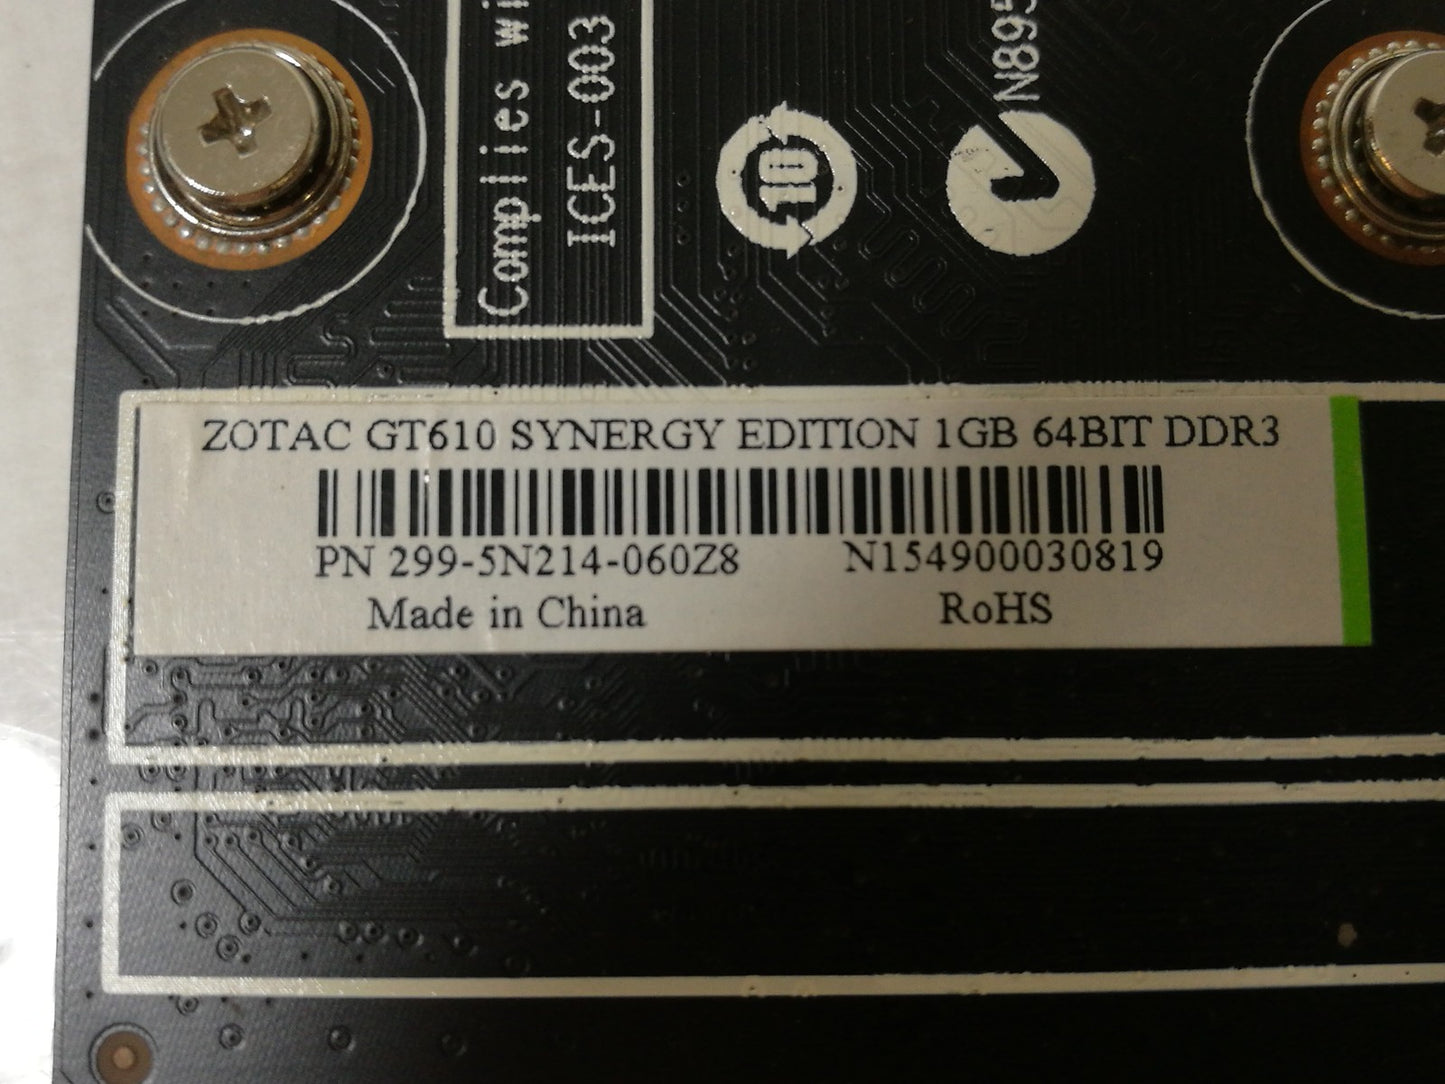 Complies wi
ICES-003
10
N895
ZOTAC GT610 SYNERGY EDITION 1GB 64BIT DDR3
PN 299-5N214-060Z8 N154900030819
Made in China RoHS